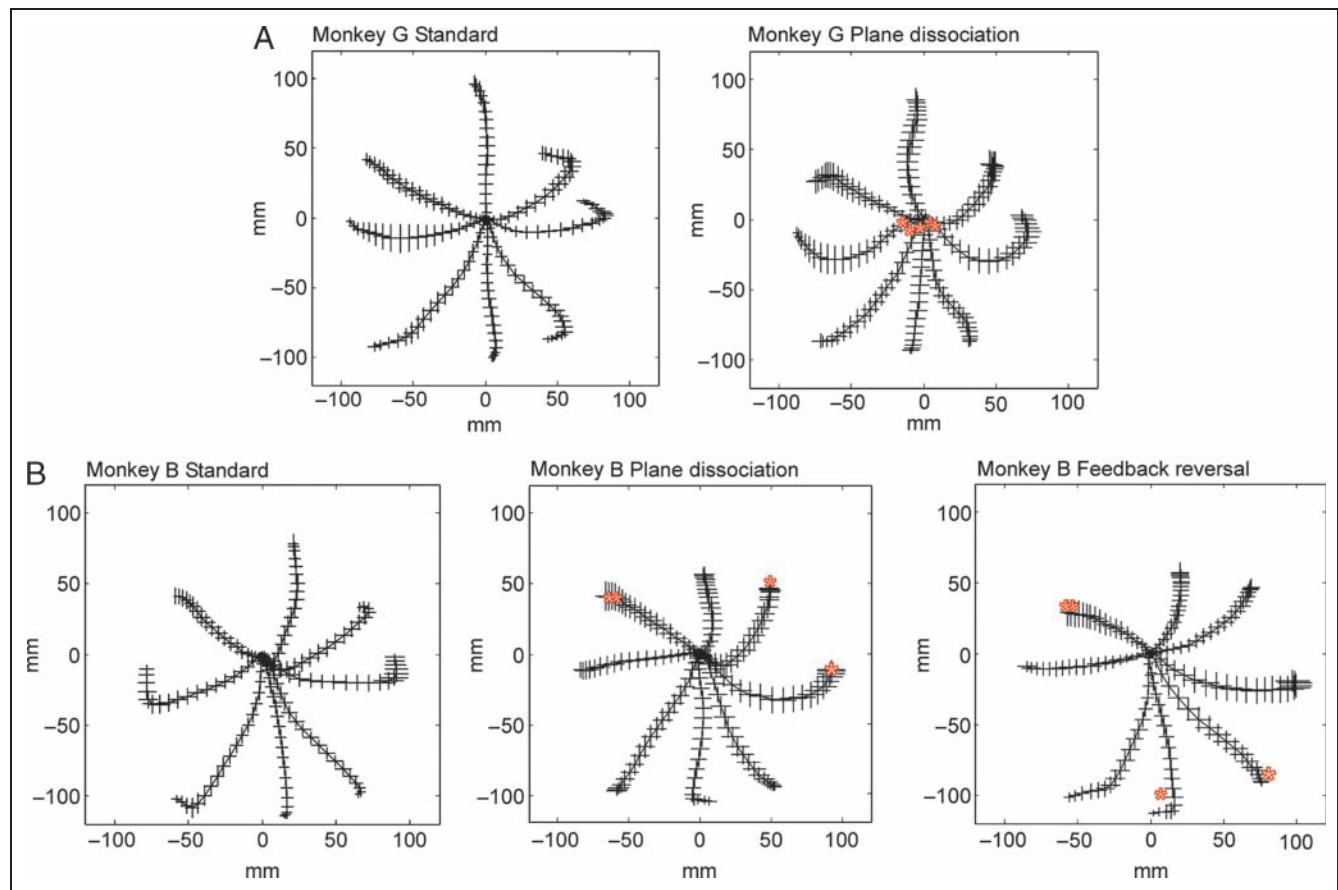 A
Monkey G Standard
Monkey G Plane dissociation
100
50
0
−50
−100
mm
−100 −50 0 50 100
mm
100
50
0
−50
−100
mm
−100 −50 0 50 100
mm
B
Monkey B Standard
Monkey B Plane dissociation
Monkey B Feedback reversal
100
50
0
−50
−100
mm
−100 −50 0 50 100
mm
100
50
0
−50
−100
mm
−100 −50 0 50 100
mm
100
50
0
−50
−100
mm
−100 −50 0 50 100
mm